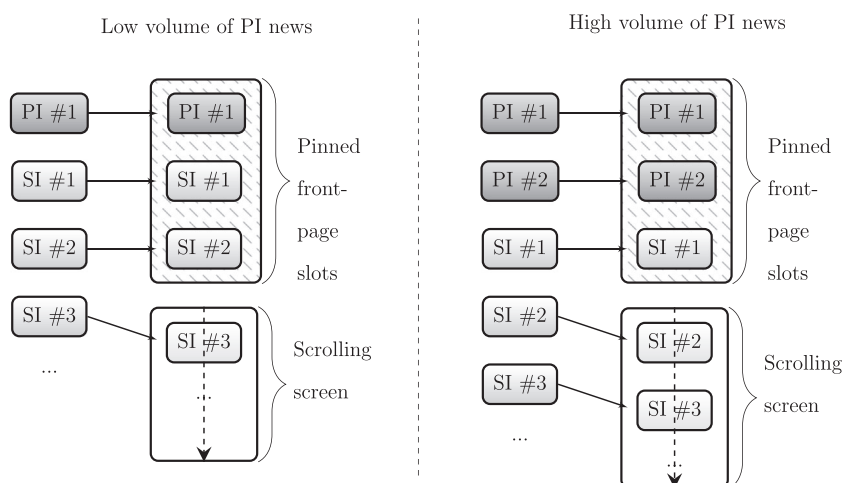 Low volume of PI news
PI #1
PI #1
SI #1
SI #1
SI #2
SI #2
SI #3
SI #3
...
...
Pinned
front-
page
slots
Scrolling
screen
High volume of PI news
PI #1
PI #1
PI #2
PI #2
SI #1
SI #1
SI #2
SI #2
SI #3
SI #3
...
...
Pinned
front-
page
slots
Scrolling
screen